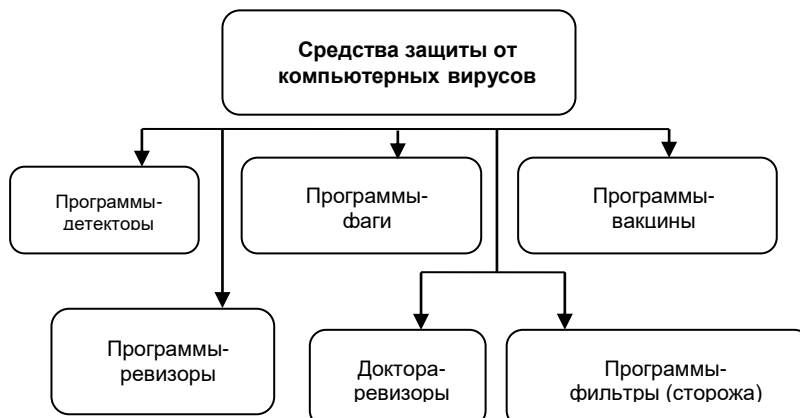 Средства защиты от
компьютерных вирусов
Программы-
детекторы
Программы-
фаги
Программы-
вакцины
Программы-
ревизоры
Доктора-
ревизоры
Программы-
фильтры (сторожа)